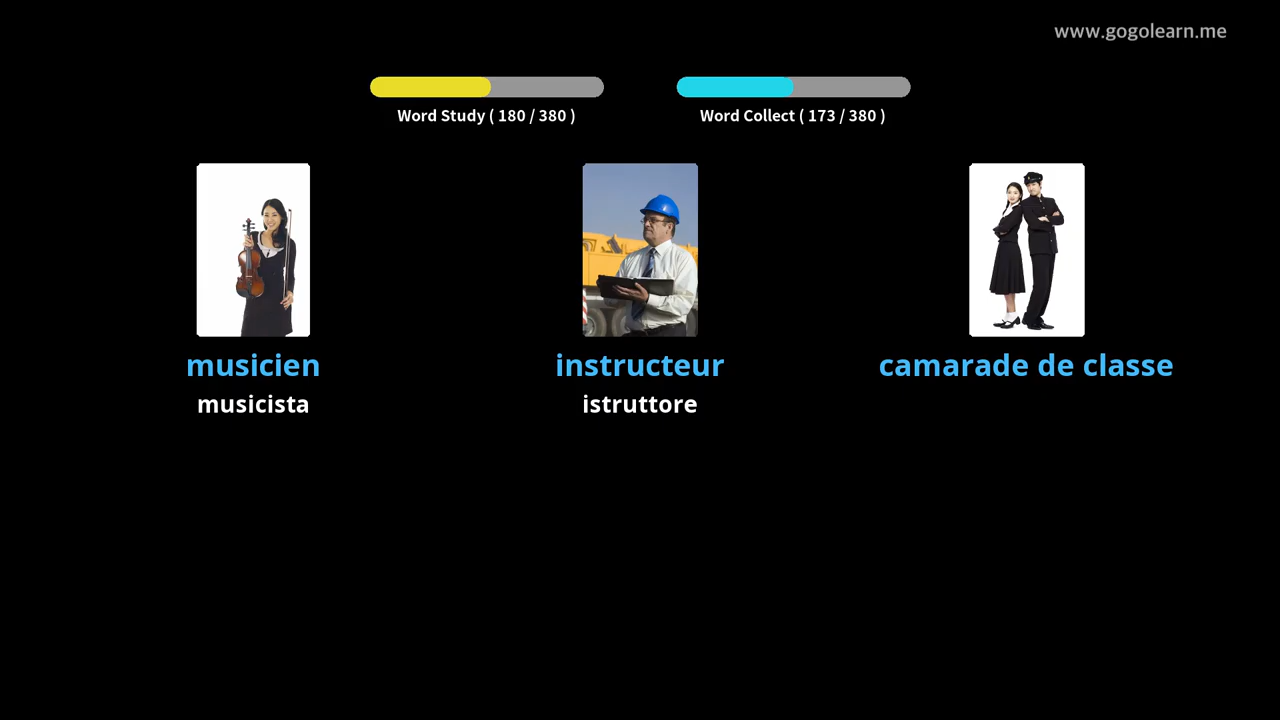 www.gogolearn.me
Word Study ( 180 / 380 )
Word Collect ( 173 / 380 )
musicien
instructeur
camarade de classe
musicista
istruttore